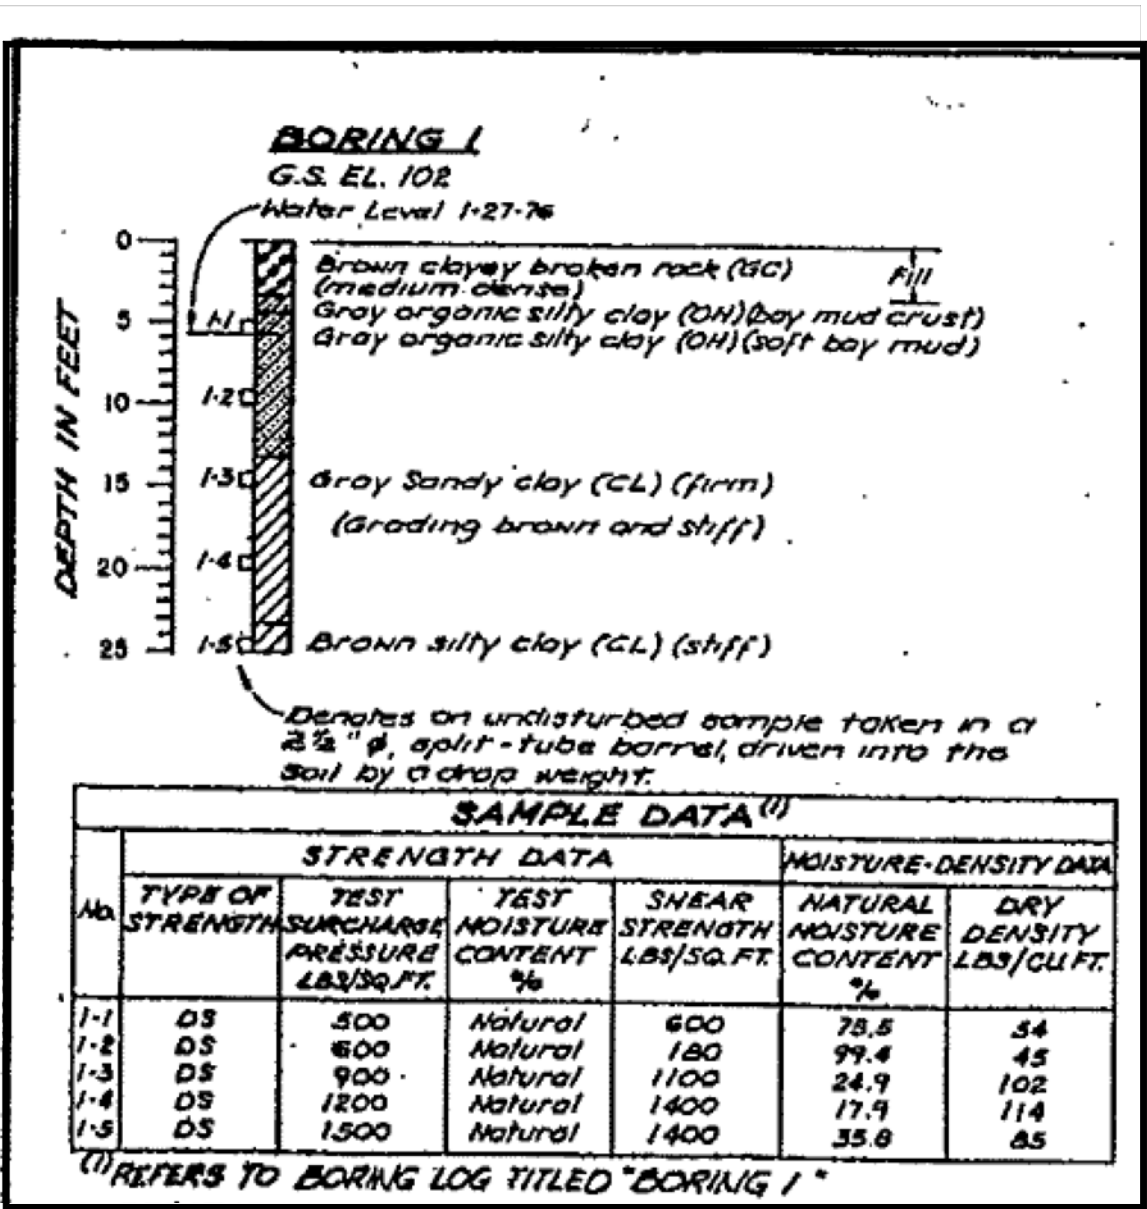 BORING 1
G.S. EL. 102
Water Level 1-27-76
0
Brown clayey broken rock (GC)
(medium dense)
Fill
Gray organic silty clay (OH) (bay mud crust)
5
1-1
Gray organic silty clay (OH) (soft bay mud)
DEPTH IN FEET
10
1-2
15
1-3
Gray Sandy clay (CL) (firm)
(Grading brown and stiff)
20
1-4
25
1-5
Brown silty clay (CL) (stiff)
Denotes an undisturbed sample taken in a
2½" ø, split-tube barrel, driven into the
soil by a drop weight.
SAMPLE DATA (1)
STRENGTH DATA MOISTURE-DENSITY DATA
No. TYPE OF STRENGTH TEST SURCHARGE PRESSURE LBS/SQ.FT. TEST MOISTURE CONTENT % SHEAR STRENGTH LBS/SQ.FT. NATURAL MOISTURE CONTENT % DRY DENSITY LBS/CU.FT.
1-1 DS 500 Natural 600 78.5 54
1-2 DS 600 Natural 180 99.4 45
1-3 DS 900 Natural 1100 24.9 102
1-4 DS 1200 Natural 1400 17.9 114
1-5 DS 1500 Natural 1400 35.8 85
(1) REFERS TO BORING LOG TITLED "BORING 1"